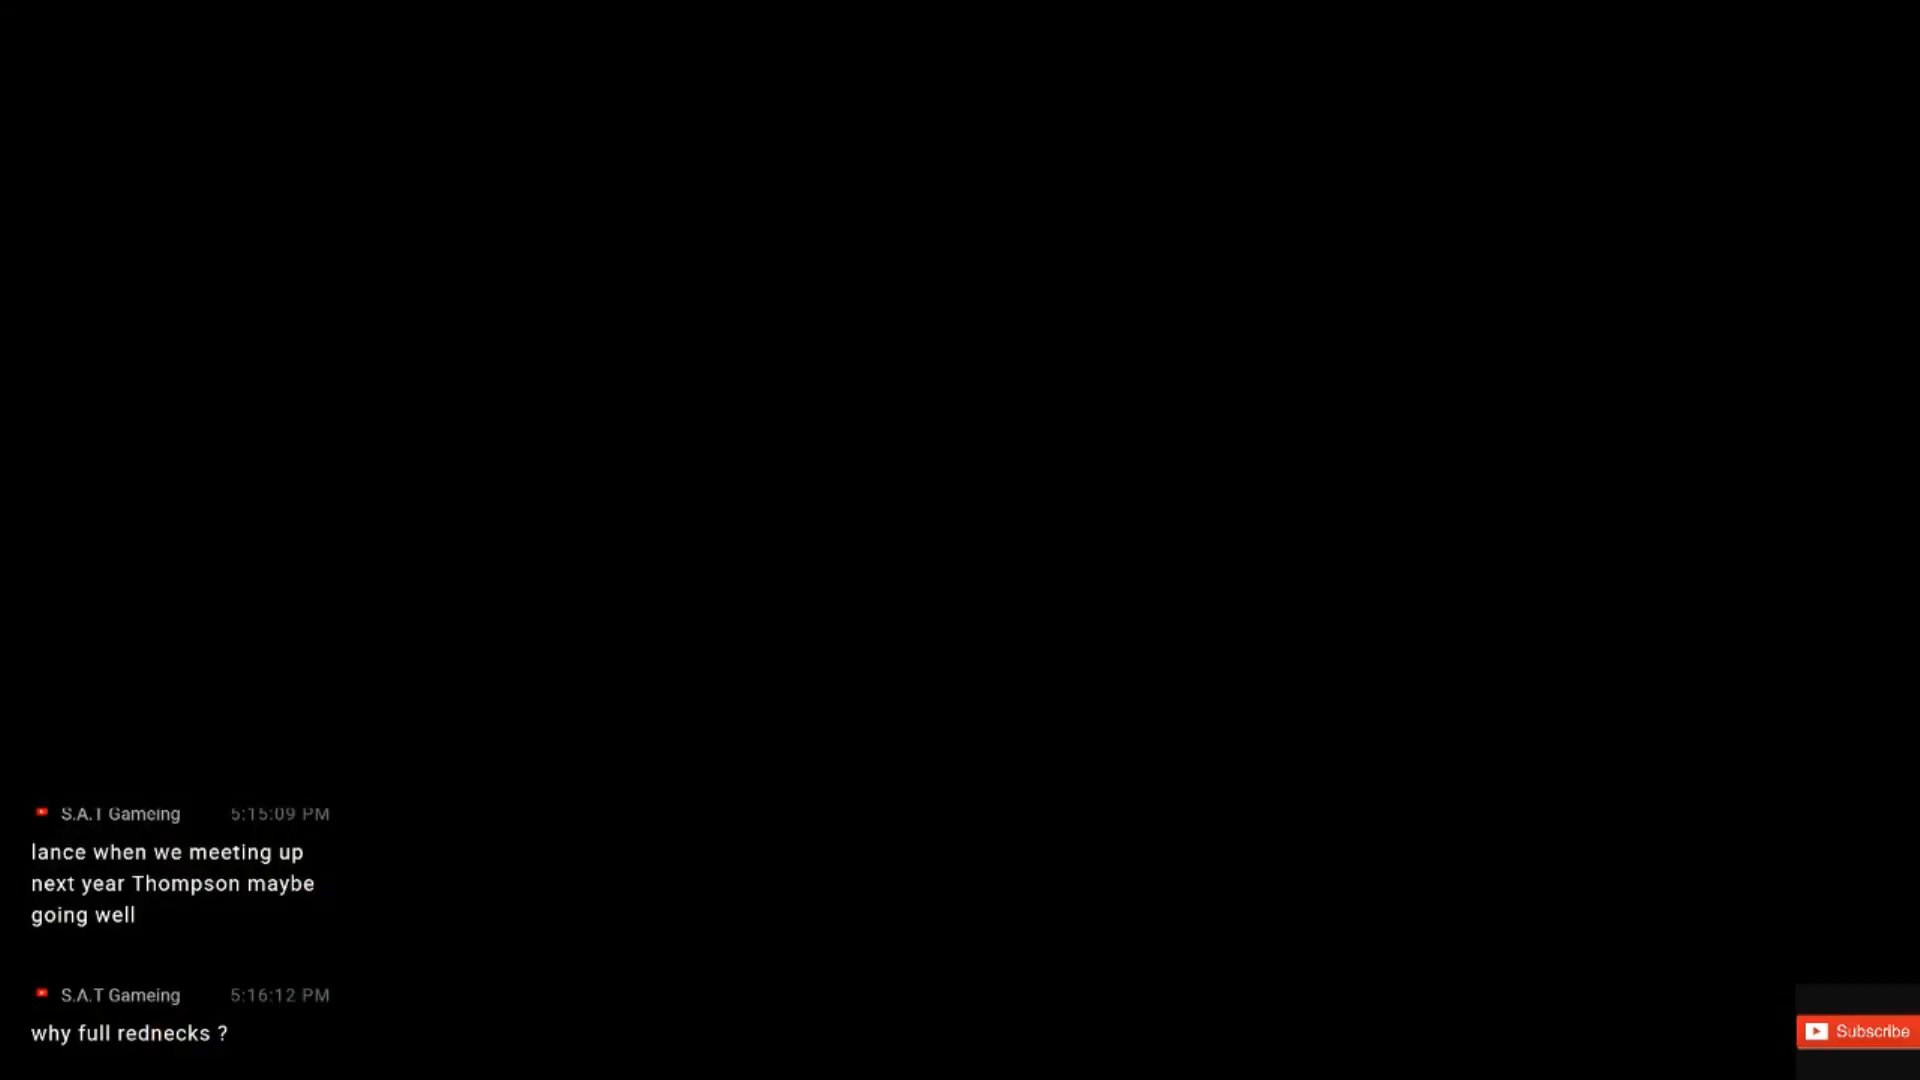 S.A.T Gameing 5:15:09 PM
lance when we meeting up
next year Thompson maybe
going well
S.A.T Gameing 5:16:12 PM
why full rednecks ?
Subscribe